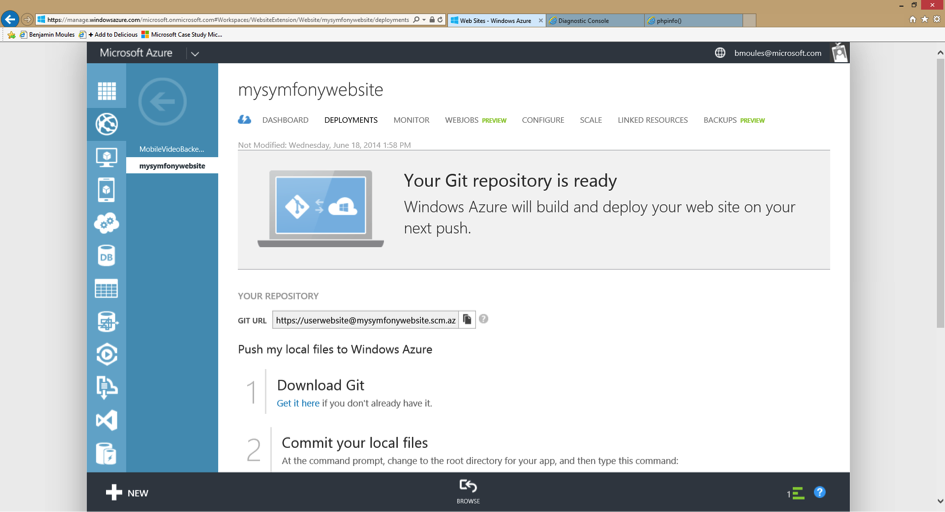 https://manage.windowsazure.com/microsoft.onmicrosoft.com#Workspaces/WebsiteExtension/Website/mysymfonywebsite/deployments
Web Sites - Windows Azure
Diagnostic Console
phpinfo()
Benjamin Moules
Add to Delicious
Microsoft Case Study Mic...
Microsoft Azure
bmoules@microsoft.com
MobileVideoBacke...
mysymfonywebsite
mysymfonywebsite
DASHBOARD DEPLOYMENTS MONITOR WEBJOBS PREVIEW CONFIGURE SCALE LINKED RESOURCES BACKUPS PREVIEW
Not Modified: Wednesday, June 18, 2014 1:58 PM
Your Git repository is ready
Windows Azure will build and deploy your web site on your
next push.
YOUR REPOSITORY
GIT URL https://userwebsite@mysymfonywebsite.scm.az
Push my local files to Windows Azure
1 Download Git
Get it here if you don't already have it.
2 Commit your local files
At the command prompt, change to the root directory for your app, and then type this command:
DB
NEW
BROWSE
1